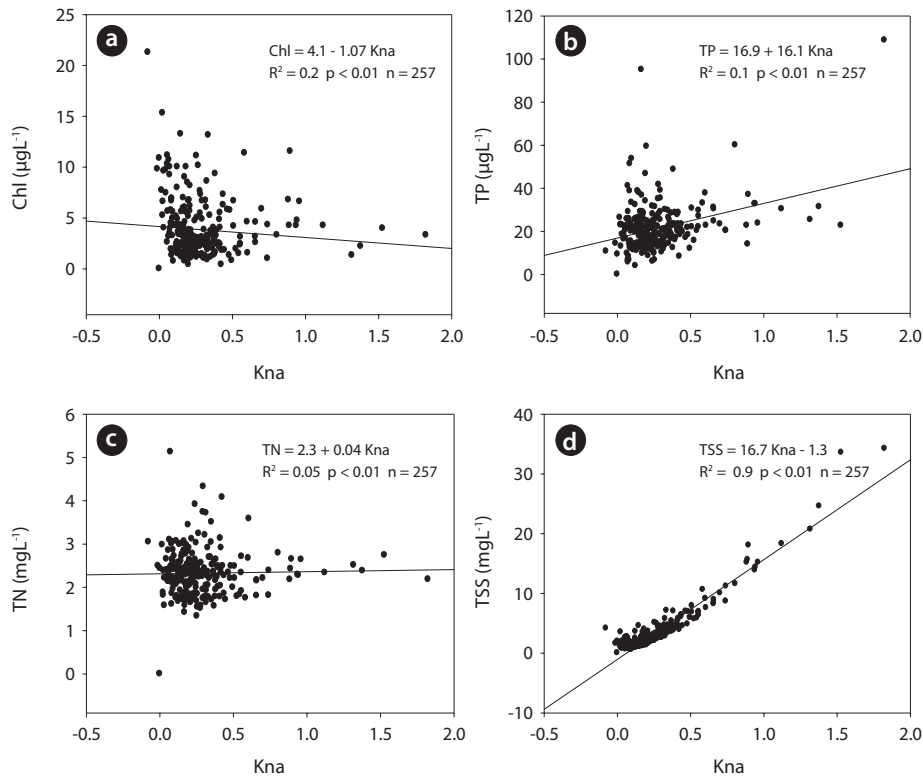 a
Chl = 4.1 - 1.07 Kna
R² = 0.2 p < 0.01 n = 257
Chl (µgL⁻¹)
25
20
15
10
5
0
-0.5 0.0 0.5 1.0 1.5 2.0
Kna
b
TP = 16.9 + 16.1 Kna
R² = 0.1 p < 0.01 n = 257
TP (µgL⁻¹)
120
100
80
60
40
20
0
-0.5 0.0 0.5 1.0 1.5 2.0
Kna
c
TN = 2.3 + 0.04 Kna
R² = 0.05 p < 0.01 n = 257
TN (mgL⁻¹)
6
5
4
3
2
1
0
-0.5 0.0 0.5 1.0 1.5 2.0
Kna
d
TSS = 16.7 Kna - 1.3
R² = 0.9 p < 0.01 n = 257
TSS (mgL⁻¹)
40
30
20
10
0
-10
-0.5 0.0 0.5 1.0 1.5 2.0
Kna